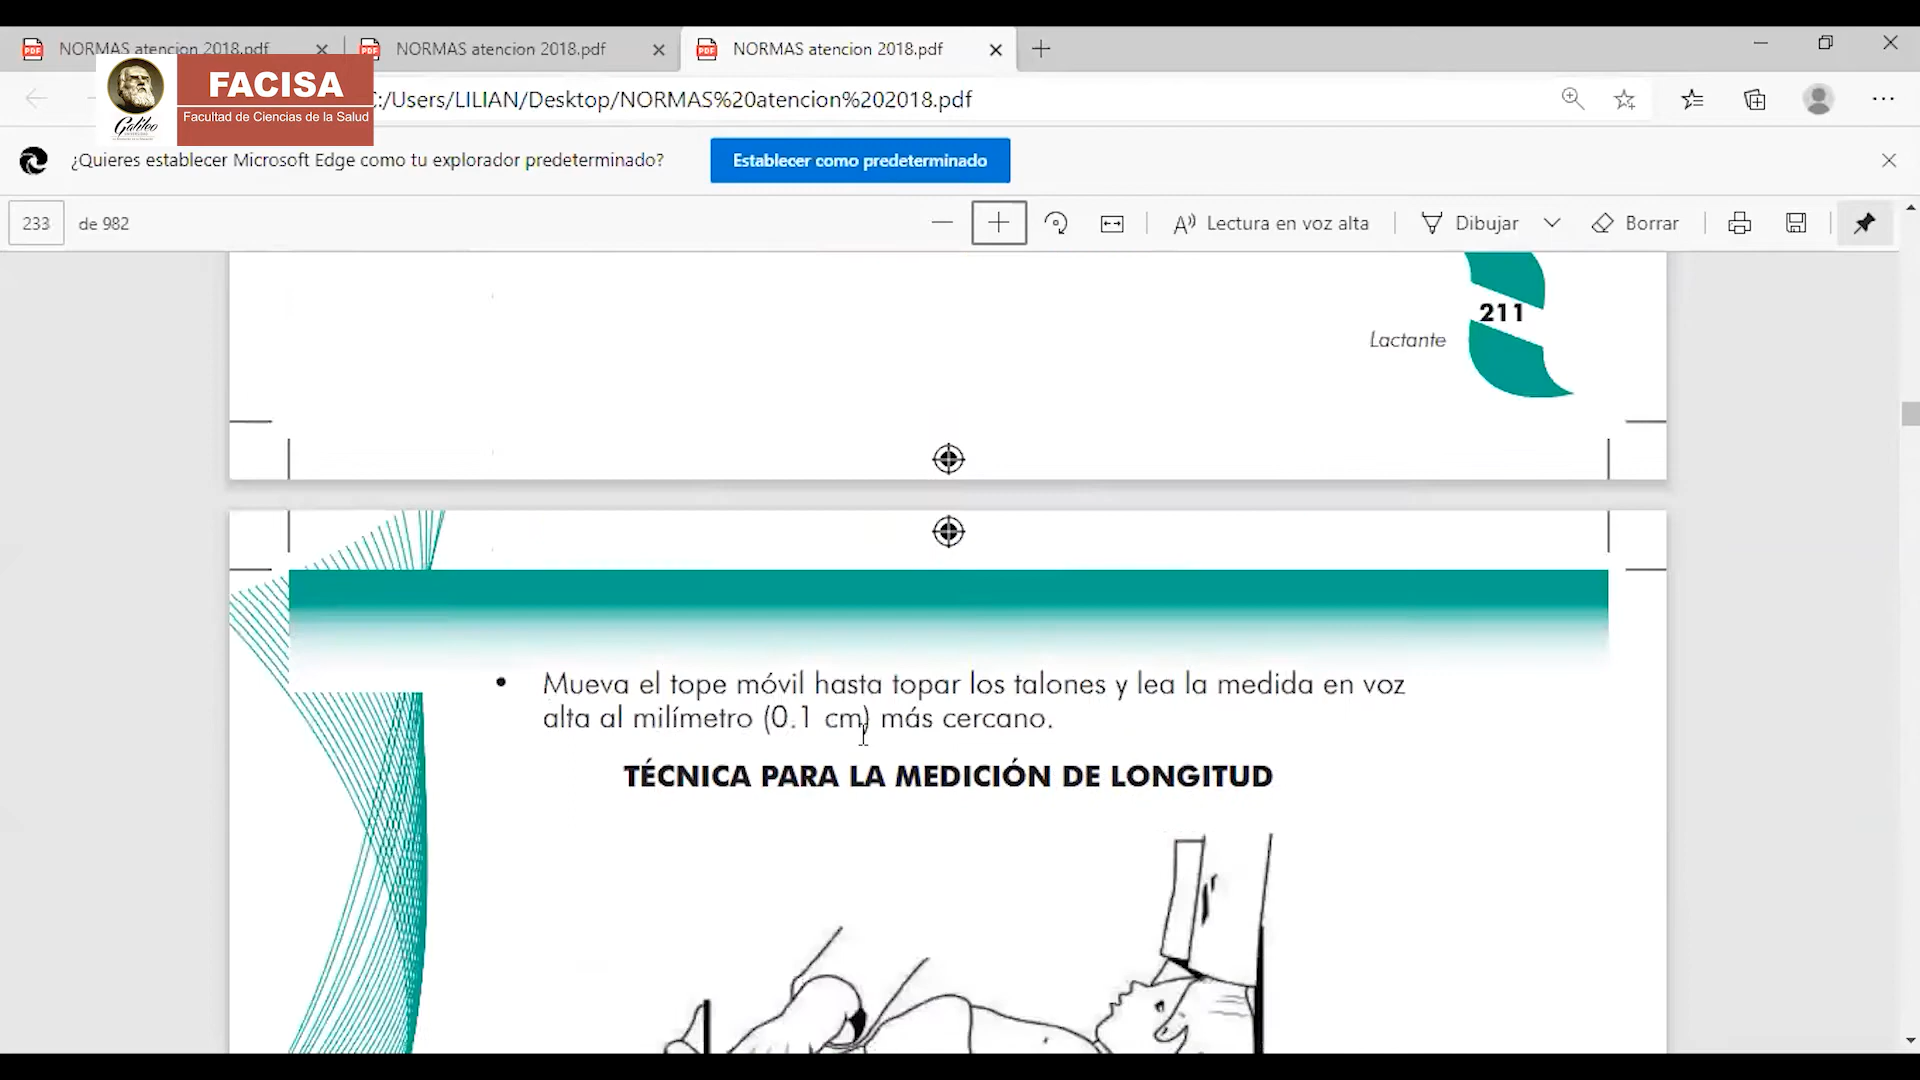 NORMAS atencion 2018.pdf
NORMAS atencion 2018.pdf
NORMAS atencion 2018.pdf
Galileo
FACISA
Facultad de Ciencias de la Salud
C:/Users/LILIAN/Desktop/NORMAS%20atencion%202018.pdf
¿Quieres establecer Microsoft Edge como tu explorador predeterminado?
Establecer como predeterminado
233 de 982
Lectura en voz alta
Dibujar
Borrar
211
Lactante
• Mueva el tope móvil hasta topar los talones y lea la medida en voz
alta al milímetro (0.1 cm) más cercano.
TÉCNICA PARA LA MEDICIÓN DE LONGITUD